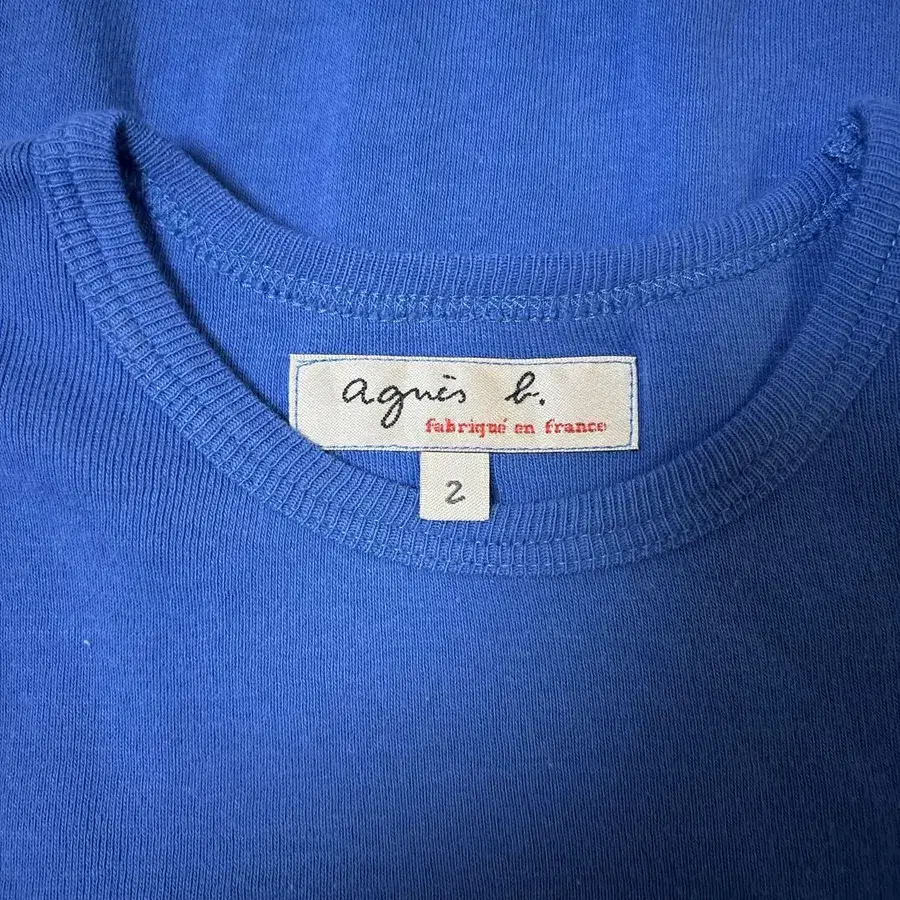 agnès b.
fabriqué en france
2